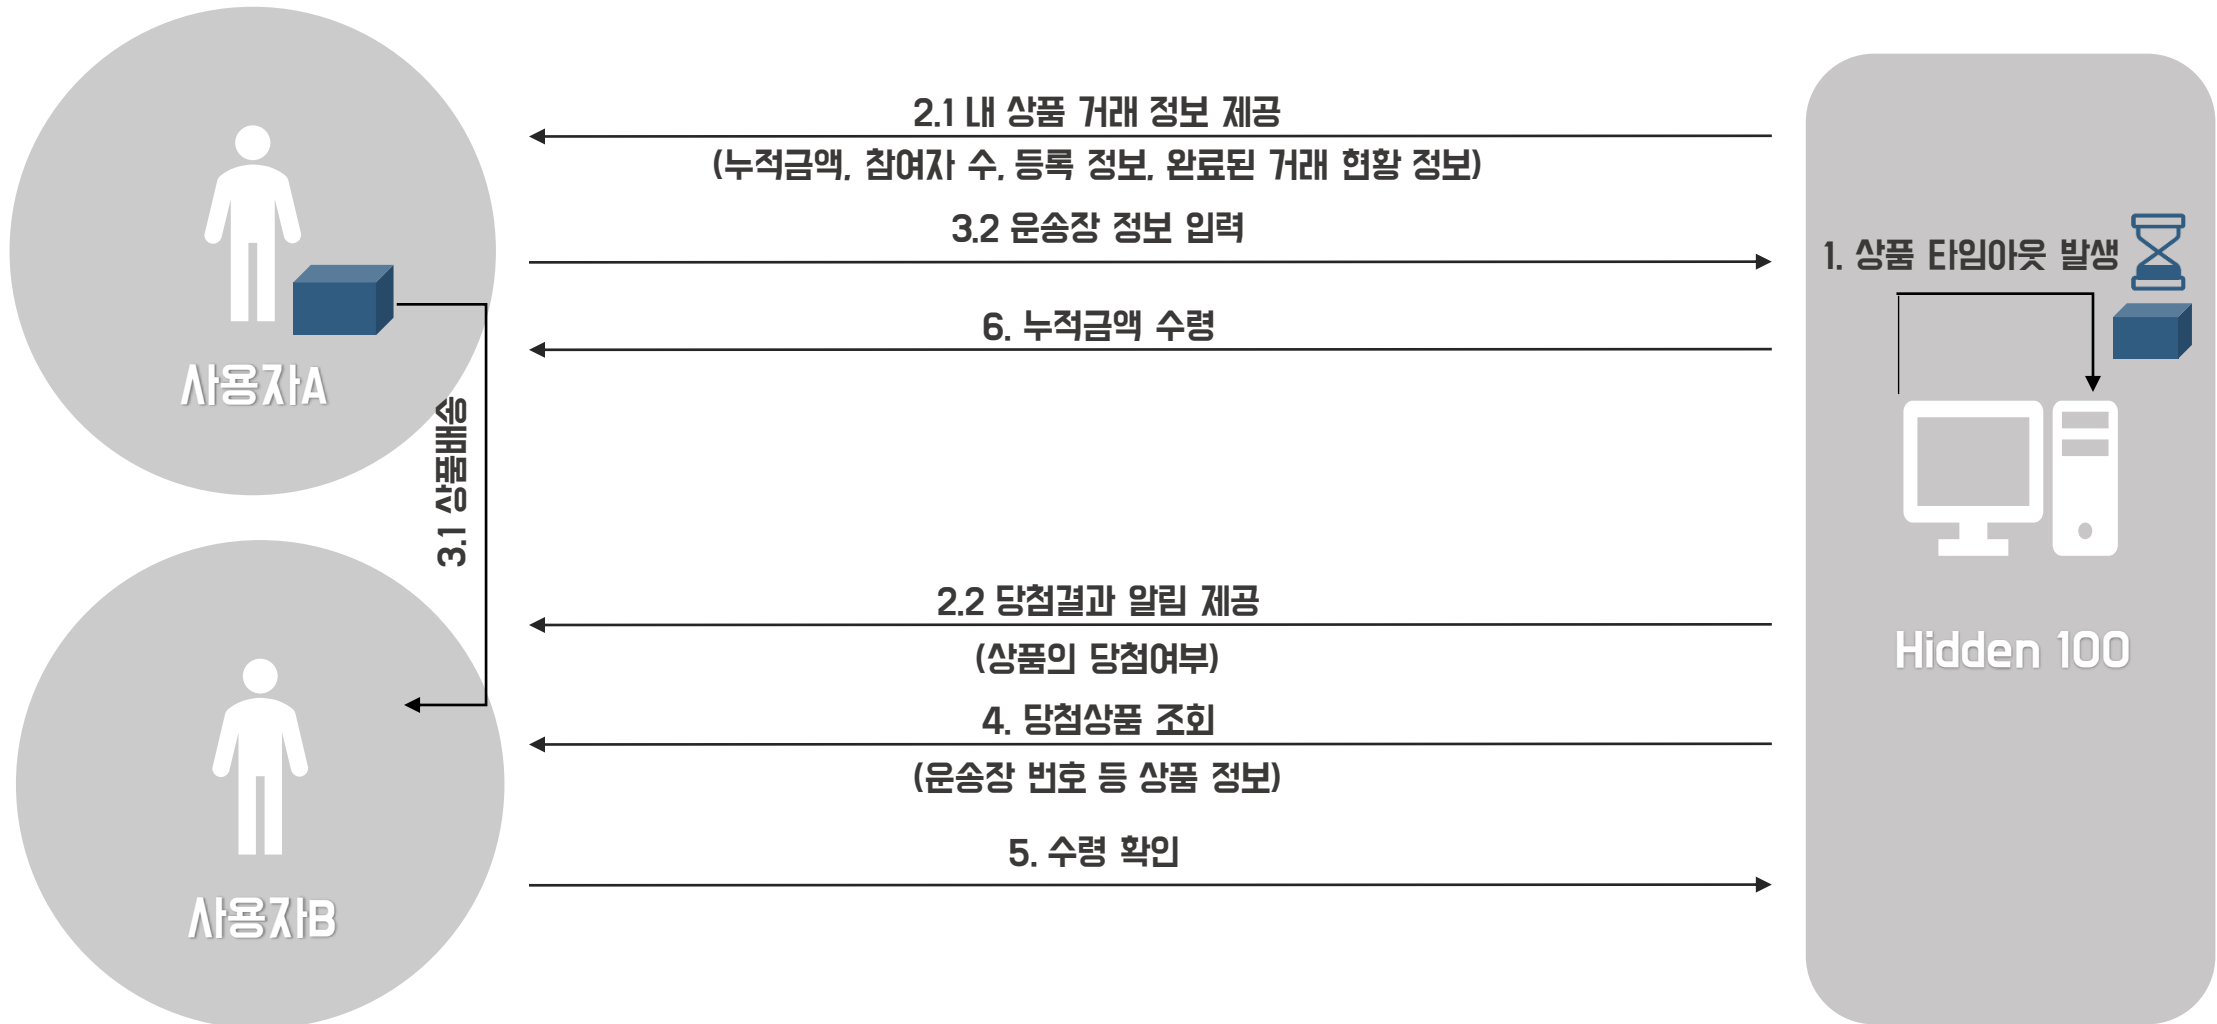 2.1 내 상품 거래 정보 제공
(누적금액, 참여자 수, 등록 정보, 완료된 거래 현황 정보)
3.2 운송장 정보 입력
1. 상품 타임아웃 발생
6. 누적금액 수령
사용자A
3.1 상품배송
2.2 당첨결과 알림 제공
(상품의 당첨여부)
Hidden 100
4. 당첨상품 조회
(운송장 번호 등 상품 정보)
5. 수령 확인
사용자B